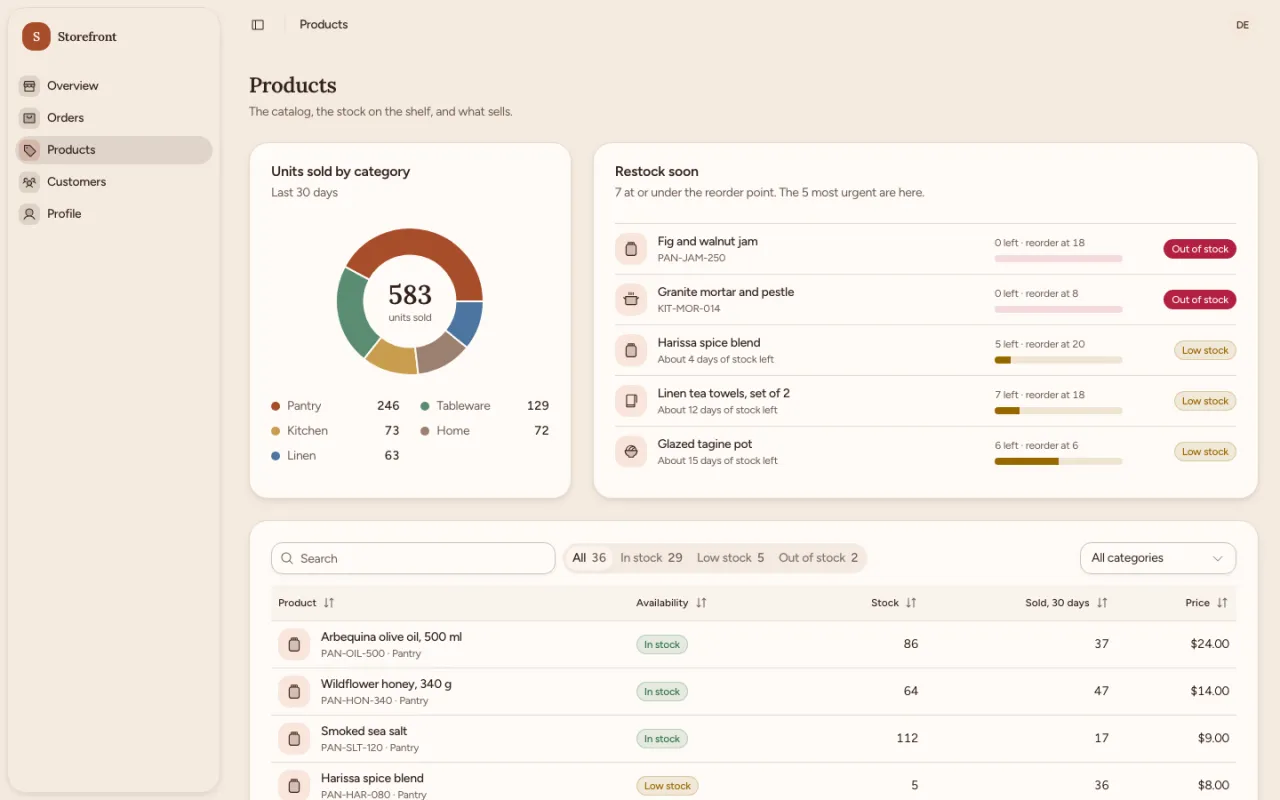 S Storefront
Overview
Orders
Products
Customers
Profile
Products
DE
Products
The catalog, the stock on the shelf, and what sells.
Units sold by category
Last 30 days
583
units sold
Pantry 246
Tableware 129
Kitchen 73
Home 72
Linen 63
Restock soon
7 at or under the reorder point. The 5 most urgent are here.
Fig and walnut jam
PAN-JAM-250
0 left · reorder at 18
Out of stock
Granite mortar and pestle
KIT-MOR-014
0 left · reorder at 8
Out of stock
Harissa spice blend
About 4 days of stock left
5 left · reorder at 20
Low stock
Linen tea towels, set of 2
About 12 days of stock left
7 left · reorder at 18
Low stock
Glazed tagine pot
About 15 days of stock left
6 left · reorder at 6
Low stock
Search
All 36 In stock 29 Low stock 5 Out of stock 2
All categories
Product Availability Stock Sold, 30 days Price
Arbequina olive oil, 500 ml
PAN-OIL-500 · Pantry
In stock 86 37 $24.00
Wildflower honey, 340 g
PAN-HON-340 · Pantry
In stock 64 47 $14.00
Smoked sea salt
PAN-SLT-120 · Pantry
In stock 112 17 $9.00
Harissa spice blend
PAN-HAR-080 · Pantry
Low stock 5 36 $8.00